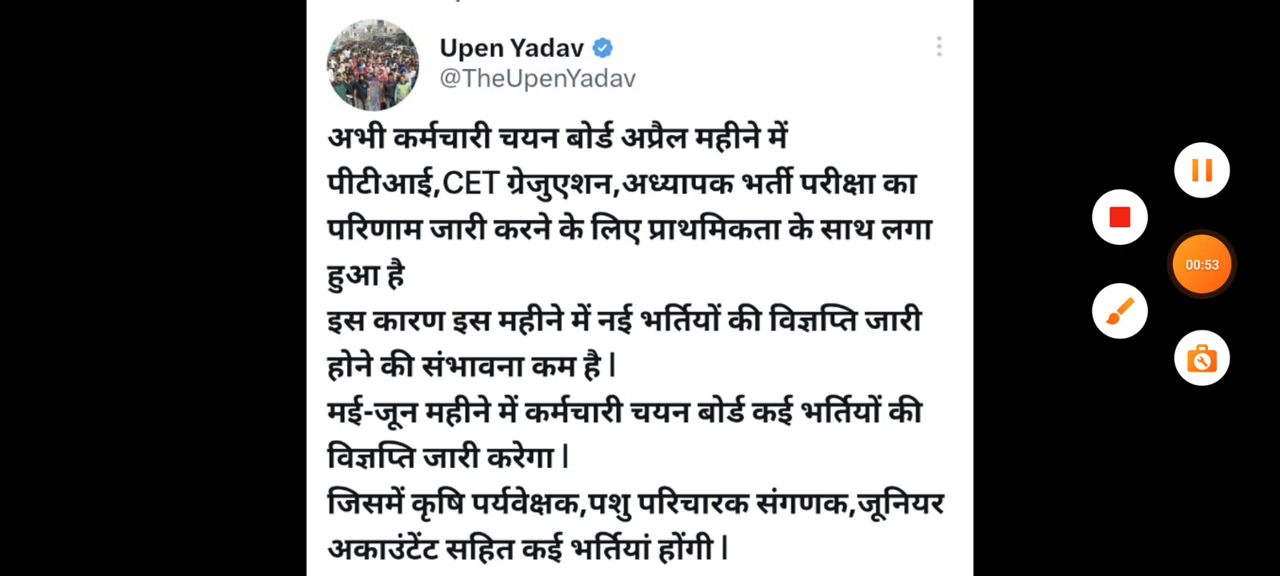 Upen Yadav
@TheUpenYadav
अभी कर्मचारी चयन बोर्ड अप्रैल महीने में
पीटीआई,CET ग्रेजुएशन,अध्यापक भर्ती परीक्षा का
परिणाम जारी करने के लिए प्राथमिकता के साथ लगा
हुआ है
इस कारण इस महीने में नई भर्तियों की विज्ञप्ति जारी
होने की संभावना कम है |
मई-जून महीने में कर्मचारी चयन बोर्ड कई भर्तियों की
विज्ञप्ति जारी करेगा |
जिसमें कृषि पर्यवेक्षक,पशु परिचारक संगणक,जूनियर
अकाउंटेंट सहित कई भर्तियां होंगी |
00:53